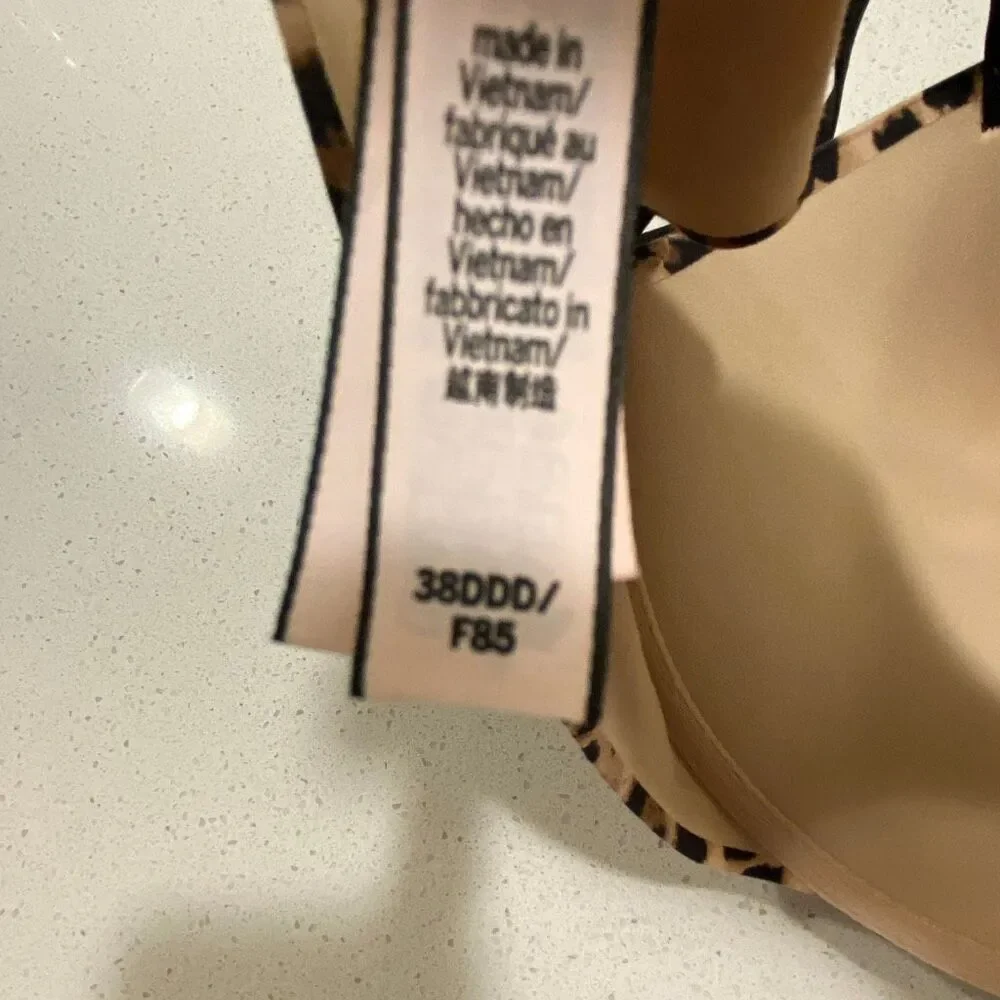 made in
Vietnam/
fabriqué au
Vietnam/
hecho en
Vietnam/
fabbricato in
Vietnam/
越南制造
38DDD/
F85